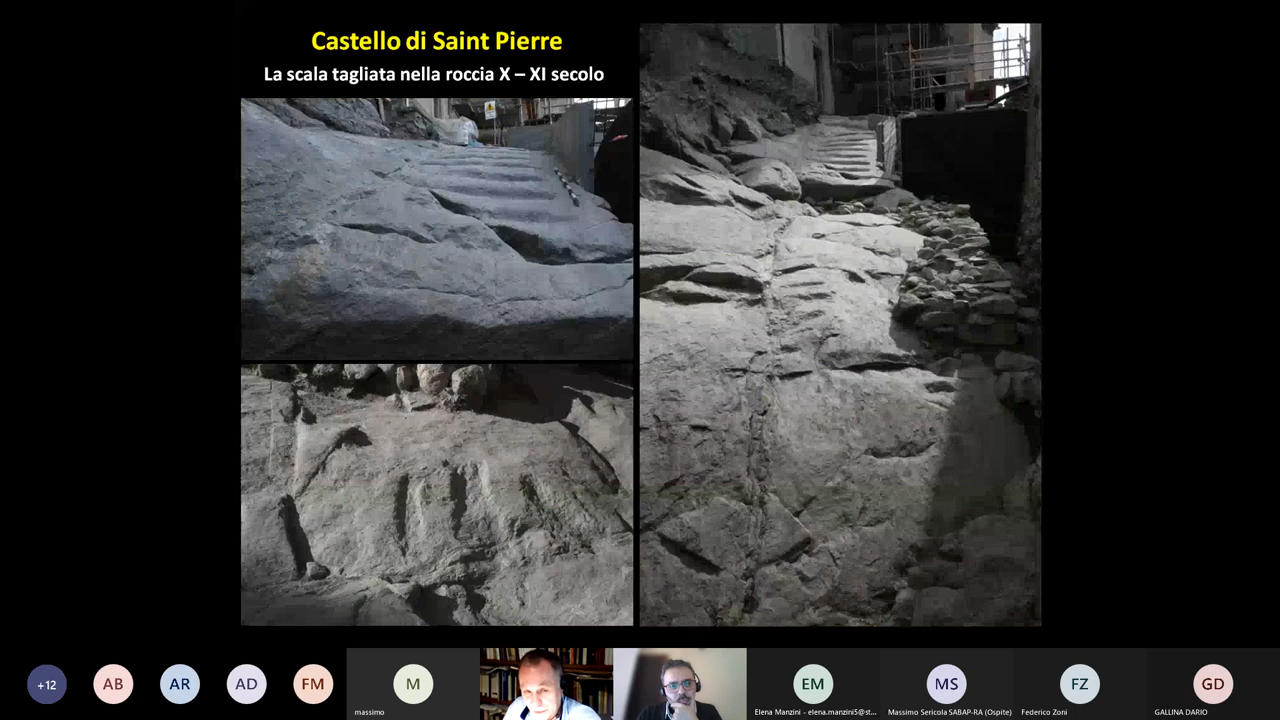 Castello di Saint Pierre
La scala tagliata nella roccia X – XI secolo
+12
AB
AR
AD
FM
M
massimo
EM
Elena Manzini - elena.manzini5@st...
MS
Massimo Sericola SABAP-RA (Ospite)
FZ
Federico Zoni
GD
GALLINA DARIO